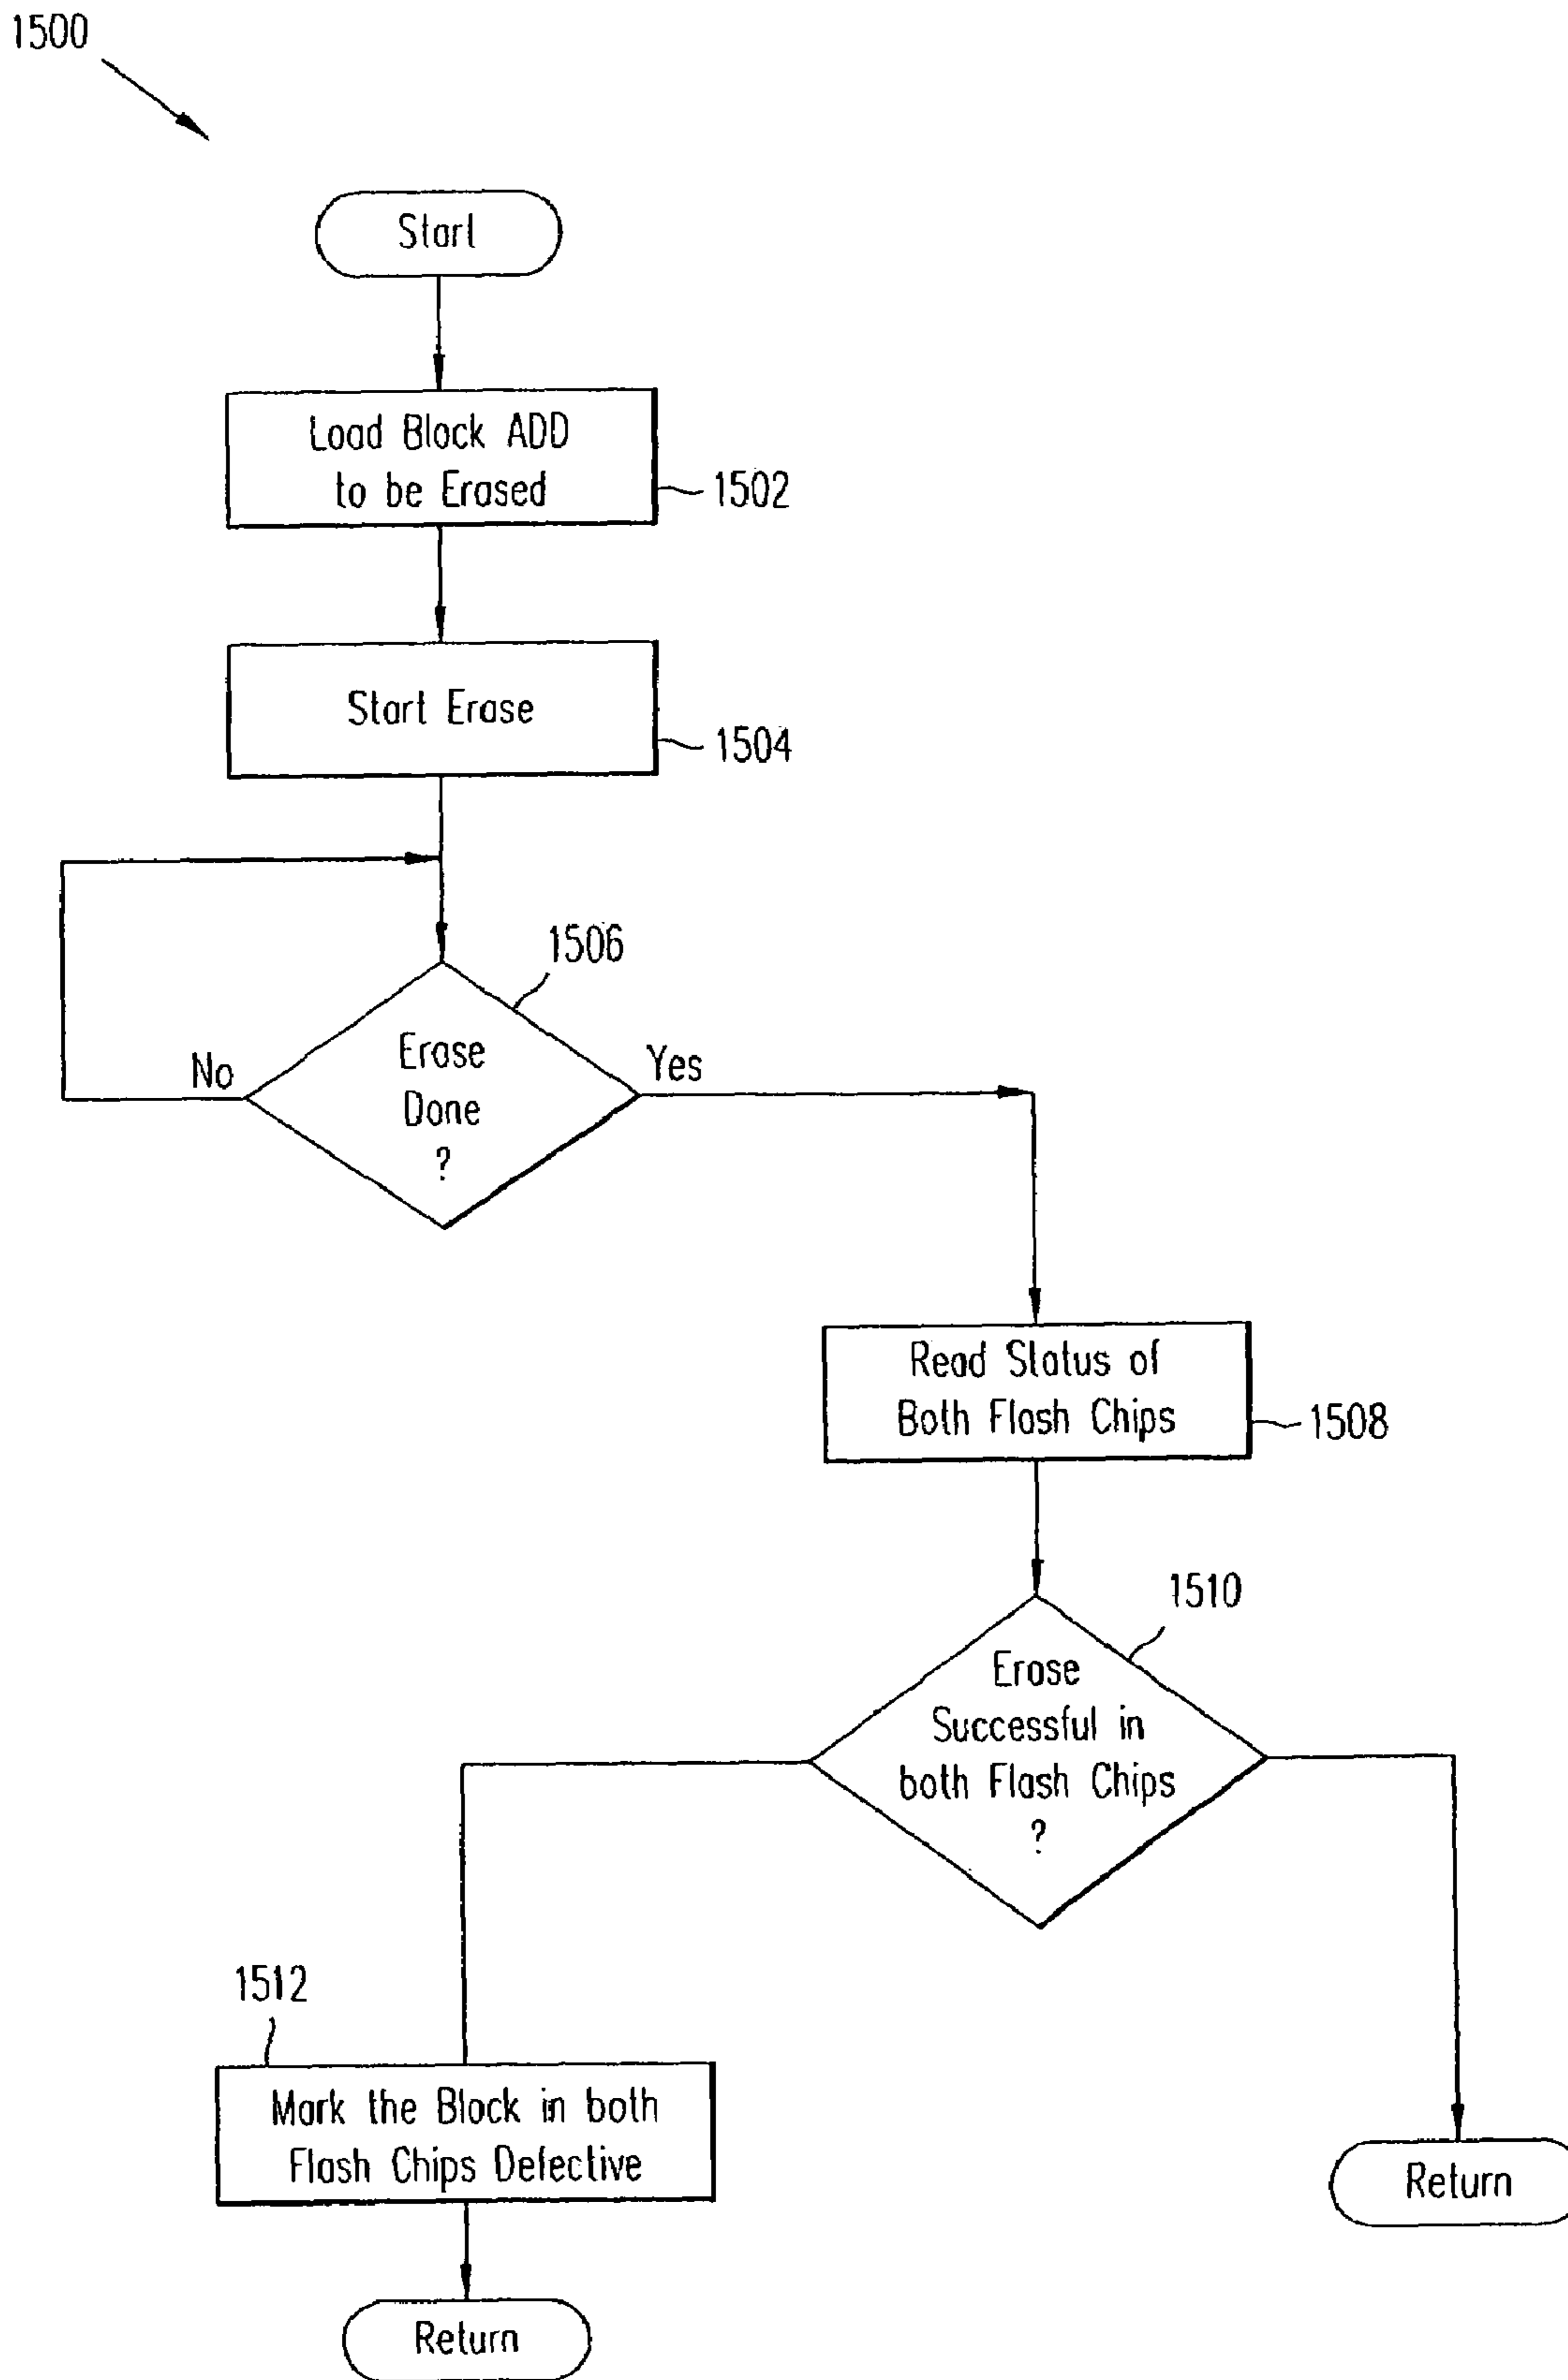 1500
Start
Load Block ADD
to be Erased
1502
Start Erase
1504
1506
Erase
Done
?
No
Yes
Read Status of
Both Flash Chips
1508
1510
Erase
Successful in
both Flash Chips
?
1512
Mark the Block in both
Flash Chips Defective
Return
Return